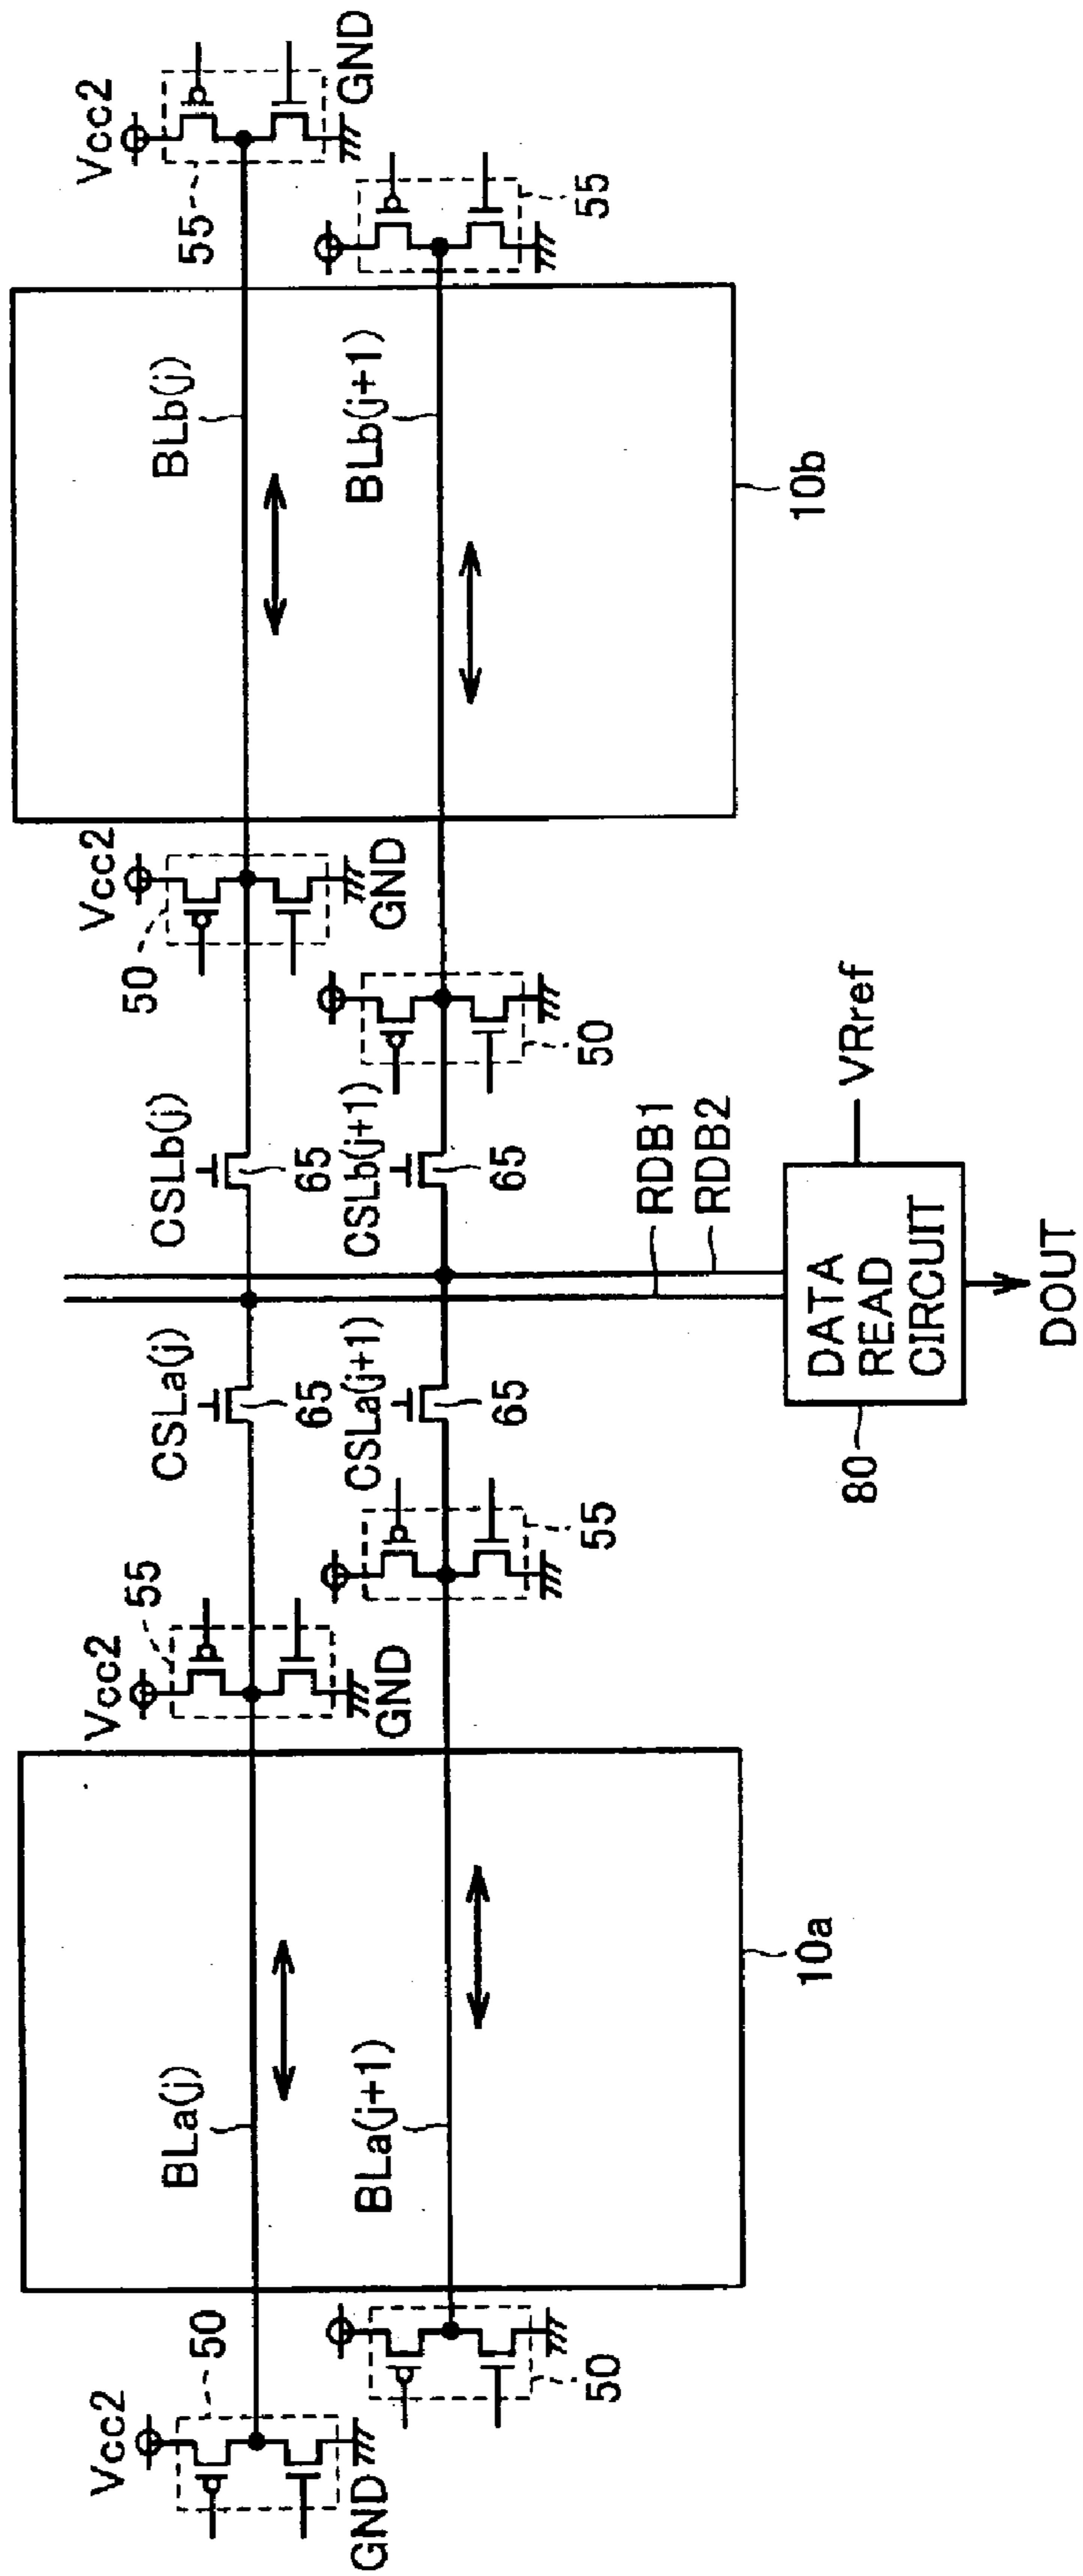 Vcc2
GND
55
55
BLb(j)
BLb(j+1)
10b
Vcc2
GND
50
50
CSLb(j)
65
CSLb(j+1)
65
VRref
RDB1
RDB2
DATA
READ
CIRCUIT
DOUT
80
CSLa(j)
65
CSLa(j+1)
65
55
Vcc2
55
GND
10a
BLa(j)
BLa(j+1)
50
50
Vcc2
GND